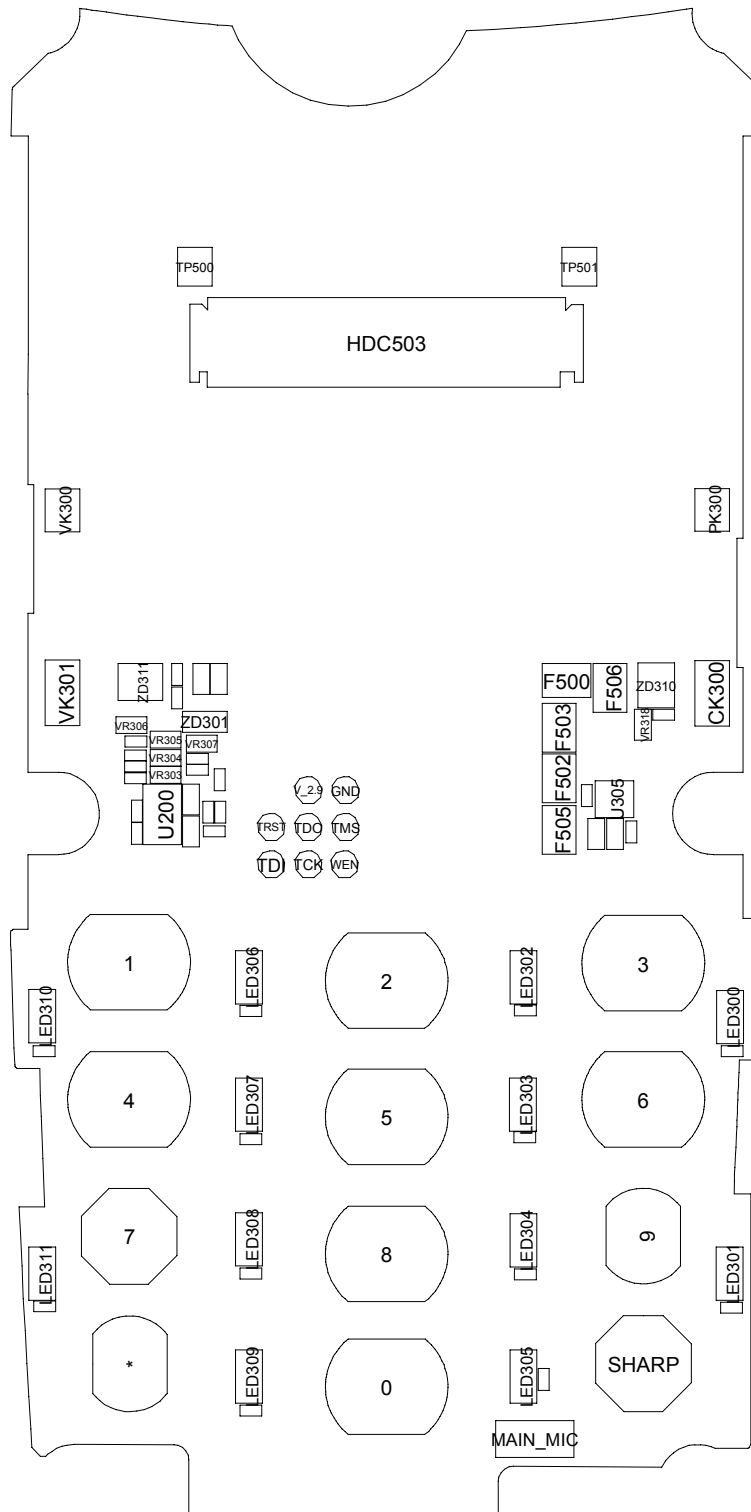 TP500
TP501
HDC503
VK300
PK300
VK301
ZD311
F500
F506
ZD310
CK300
VR306
ZD301
F503
VR318
VR305
VR307
VR304
VR303
F502
V_2.9
GND
U200
U305
TRST
TDO
TMS
F505
TDI
TCK
WEN
1
LED306
2
LED302
3
LED310
LED300
4
LED307
5
LED303
6
7
LED308
8
LED304
9
LED311
LED301
*
LED309
0
LED305
SHARP
MAIN_MIC